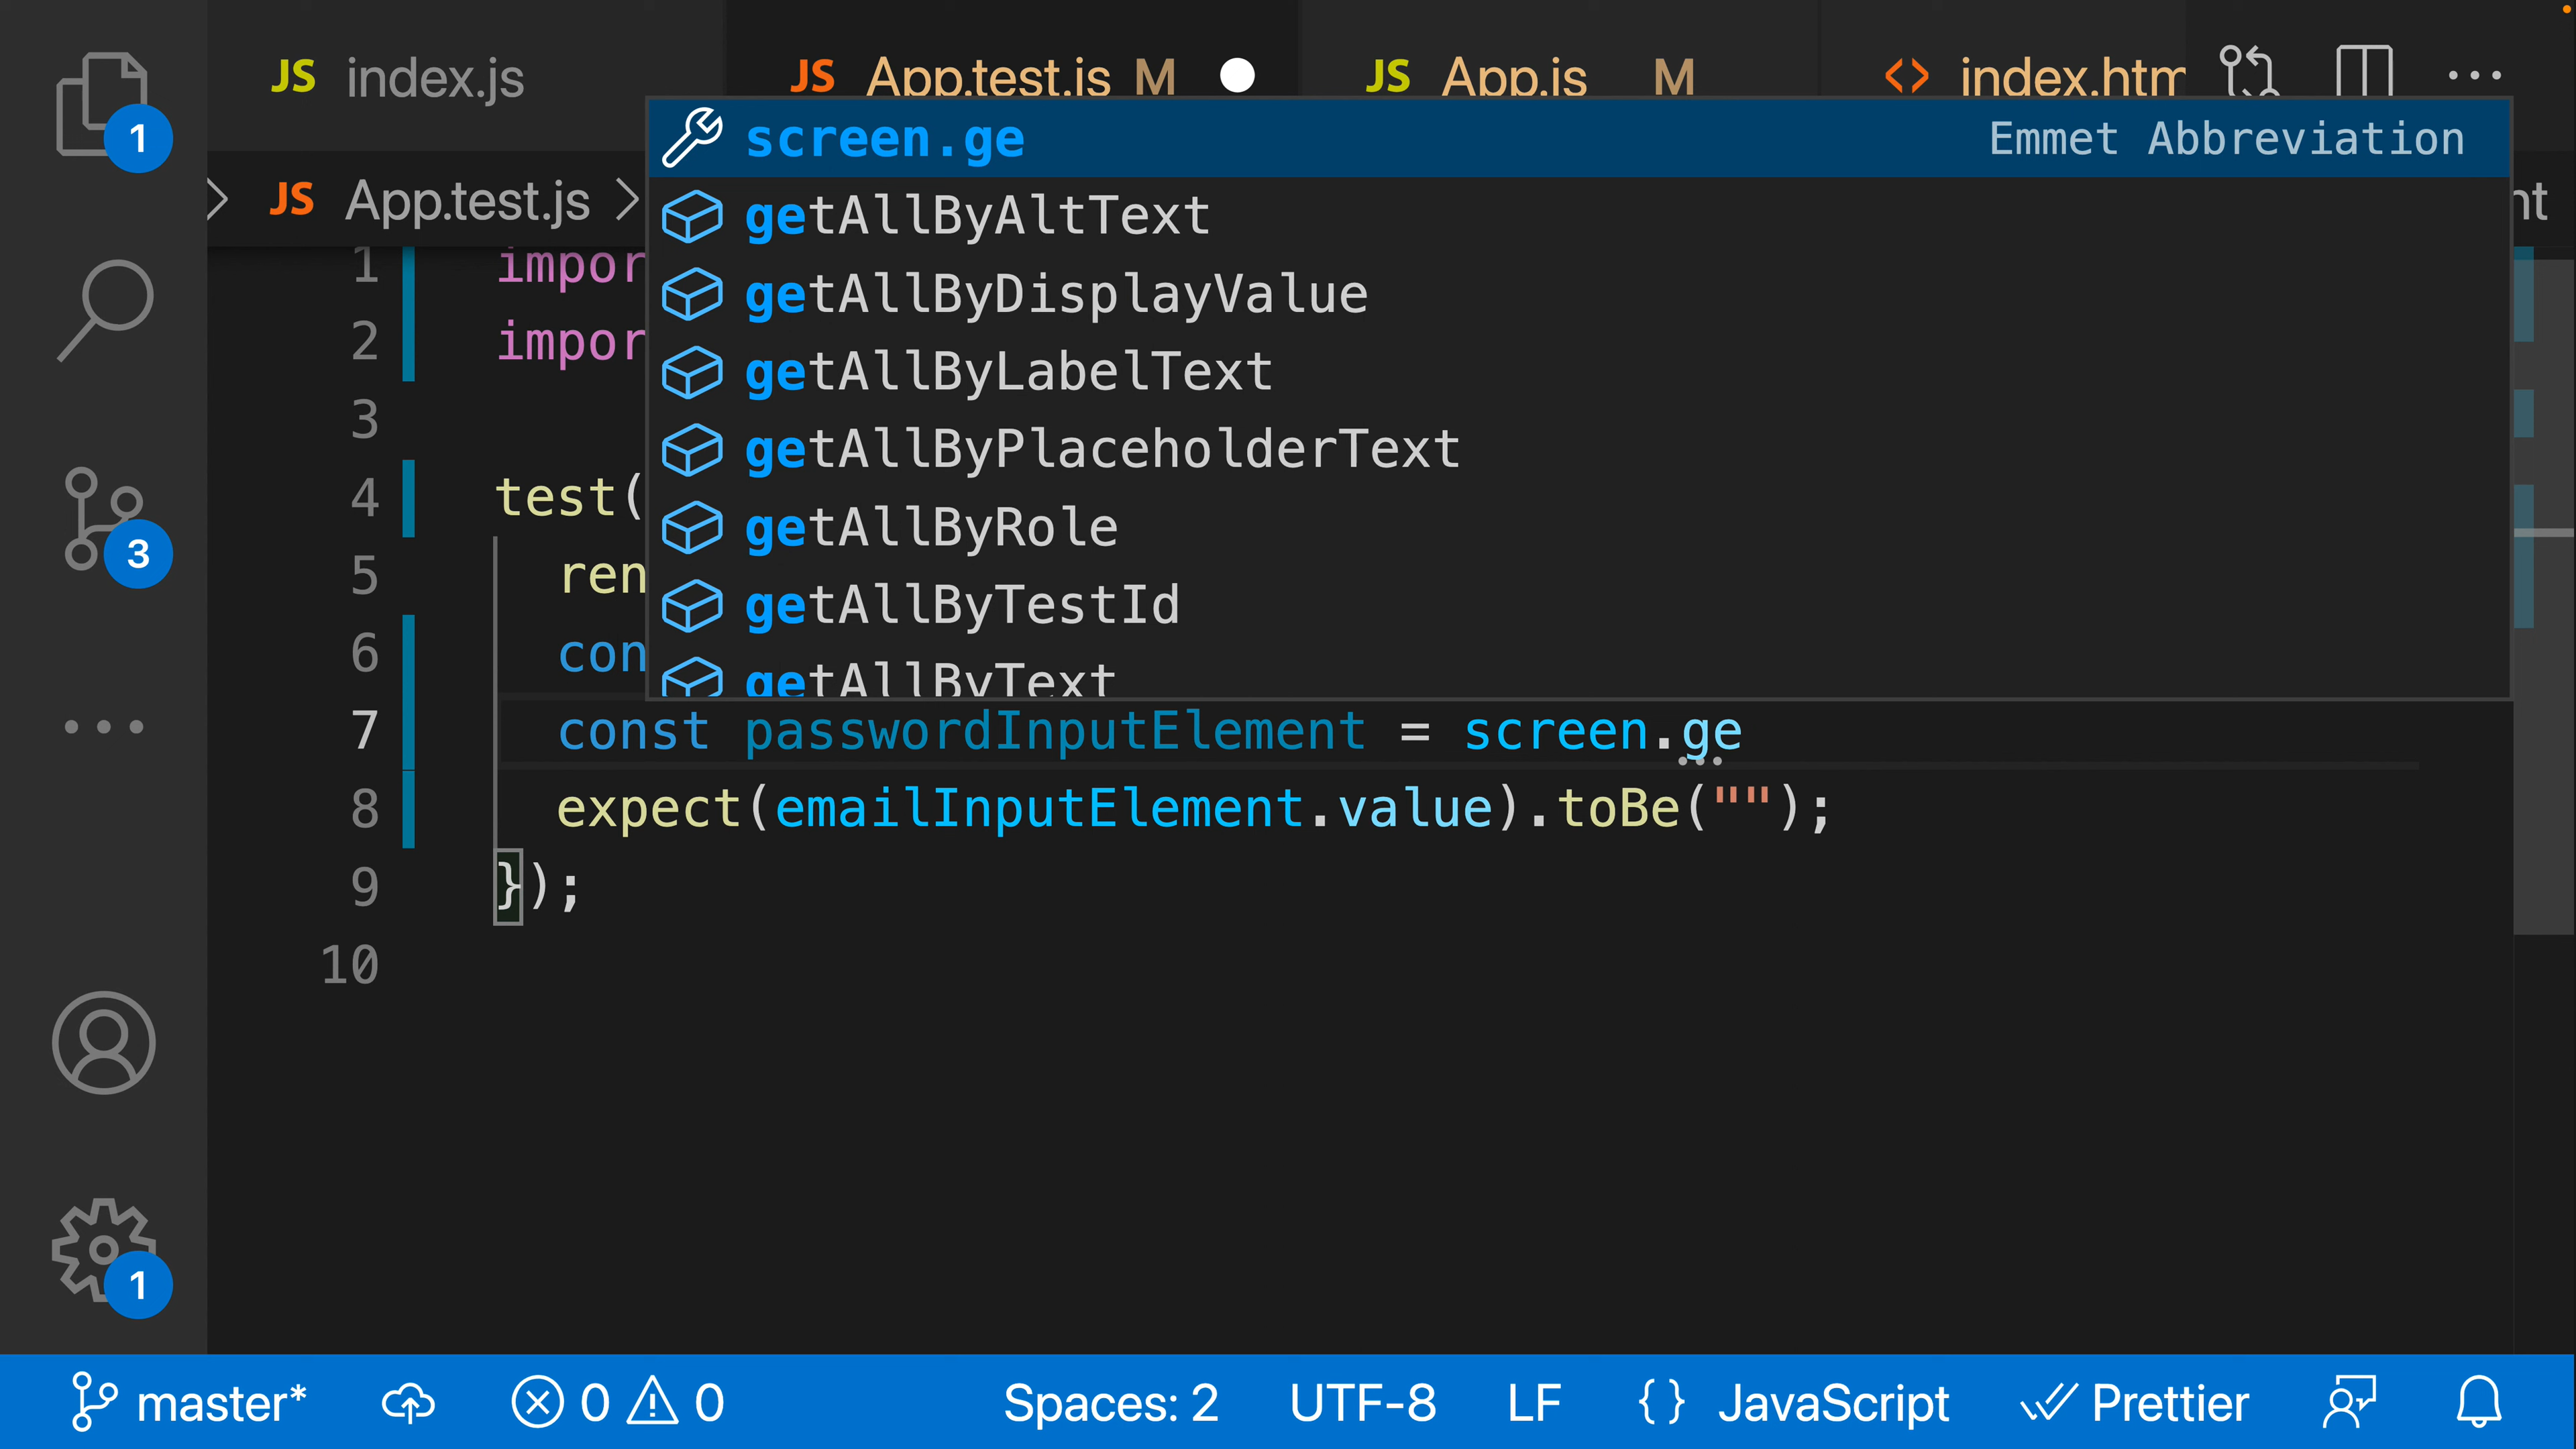 JS index.js
JS App.test.js M
JS App.js M
<> index.htm
1
JS App.test.js
nt
screen.ge Emmet Abbreviation
getAllByAltText
getAllByDisplayValue
getAllByLabelText
getAllByPlaceholderText
getAllByRole
getAllByTestId
getAllByText
1 impor
2 impor
3
4 test(
5 ren
6 con
7 const passwordInputElement = screen.ge
8 expect(emailInputElement.value).toBe("");
9 });
10
3
1
master* 0 0 Spaces: 2 UTF-8 LF {} JavaScript Prettier